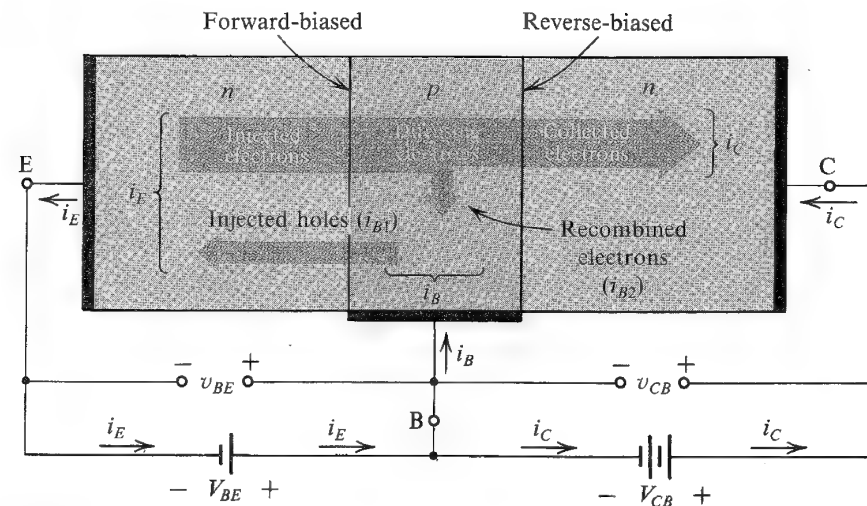 Forward-biased
Reverse-biased
n
p
n
Injected electrons
Diffusing electrons
Collected electrons
i_C
E
C
i_E
i_E
i_C
Injected holes (i_B1)
Recombined
electrons
(i_B2)
i_B
i_B
− v_BE +
− v_CB +
B
i_E
i_E
i_C
i_C
− V_BE +
− V_CB +